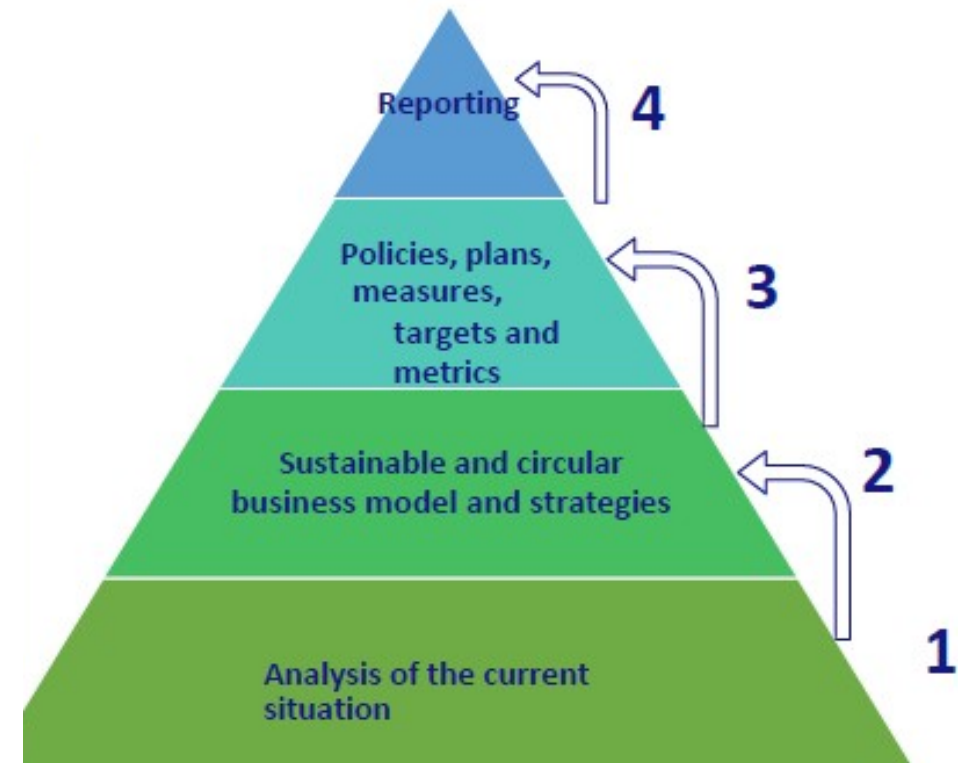 Reporting
4
Policies, plans,
measures,
targets and
metrics
3
Sustainable and circular
business model and strategies
2
Analysis of the current
situation
1